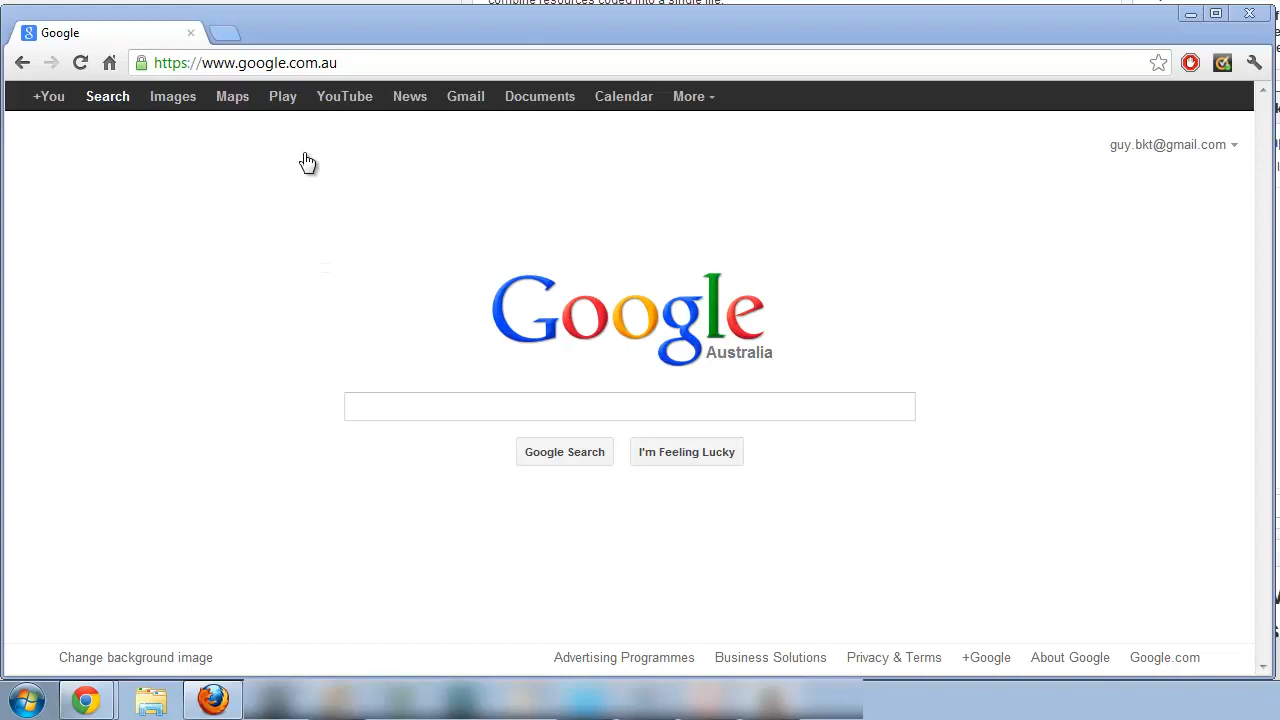 combine resources coded into a single file.
Google
https://www.google.com.au
+You Search Images Maps Play YouTube News Gmail Documents Calendar More
guy.bkt@gmail.com
Google
Australia
Google Search I'm Feeling Lucky
Change background image Advertising Programmes Business Solutions Privacy & Terms +Google About Google Google.com